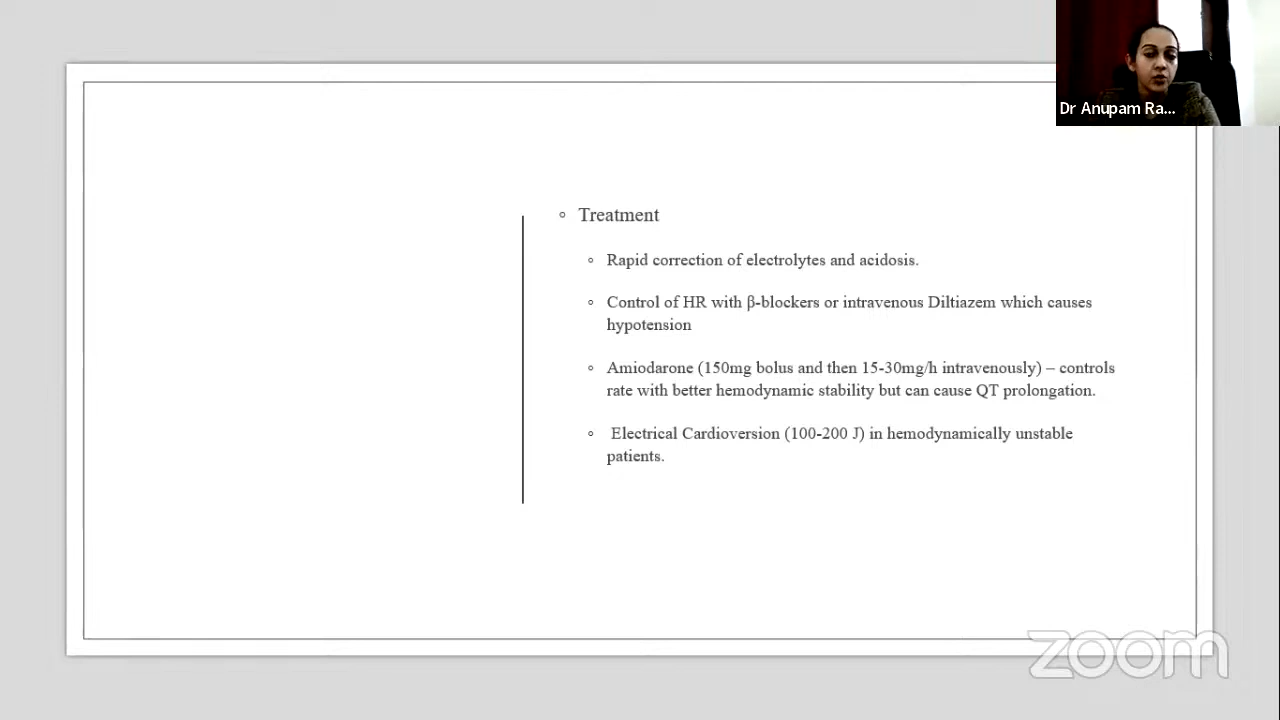 Dr Anupam Ra...
Treatment
Rapid correction of electrolytes and acidosis.
Control of HR with β-blockers or intravenous Diltiazem which causes
hypotension
Amiodarone (150mg bolus and then 15-30mg/h intravenously) – controls
rate with better hemodynamic stability but can cause QT prolongation.
Electrical Cardioversion (100-200 J) in hemodynamically unstable
patients.
zoom